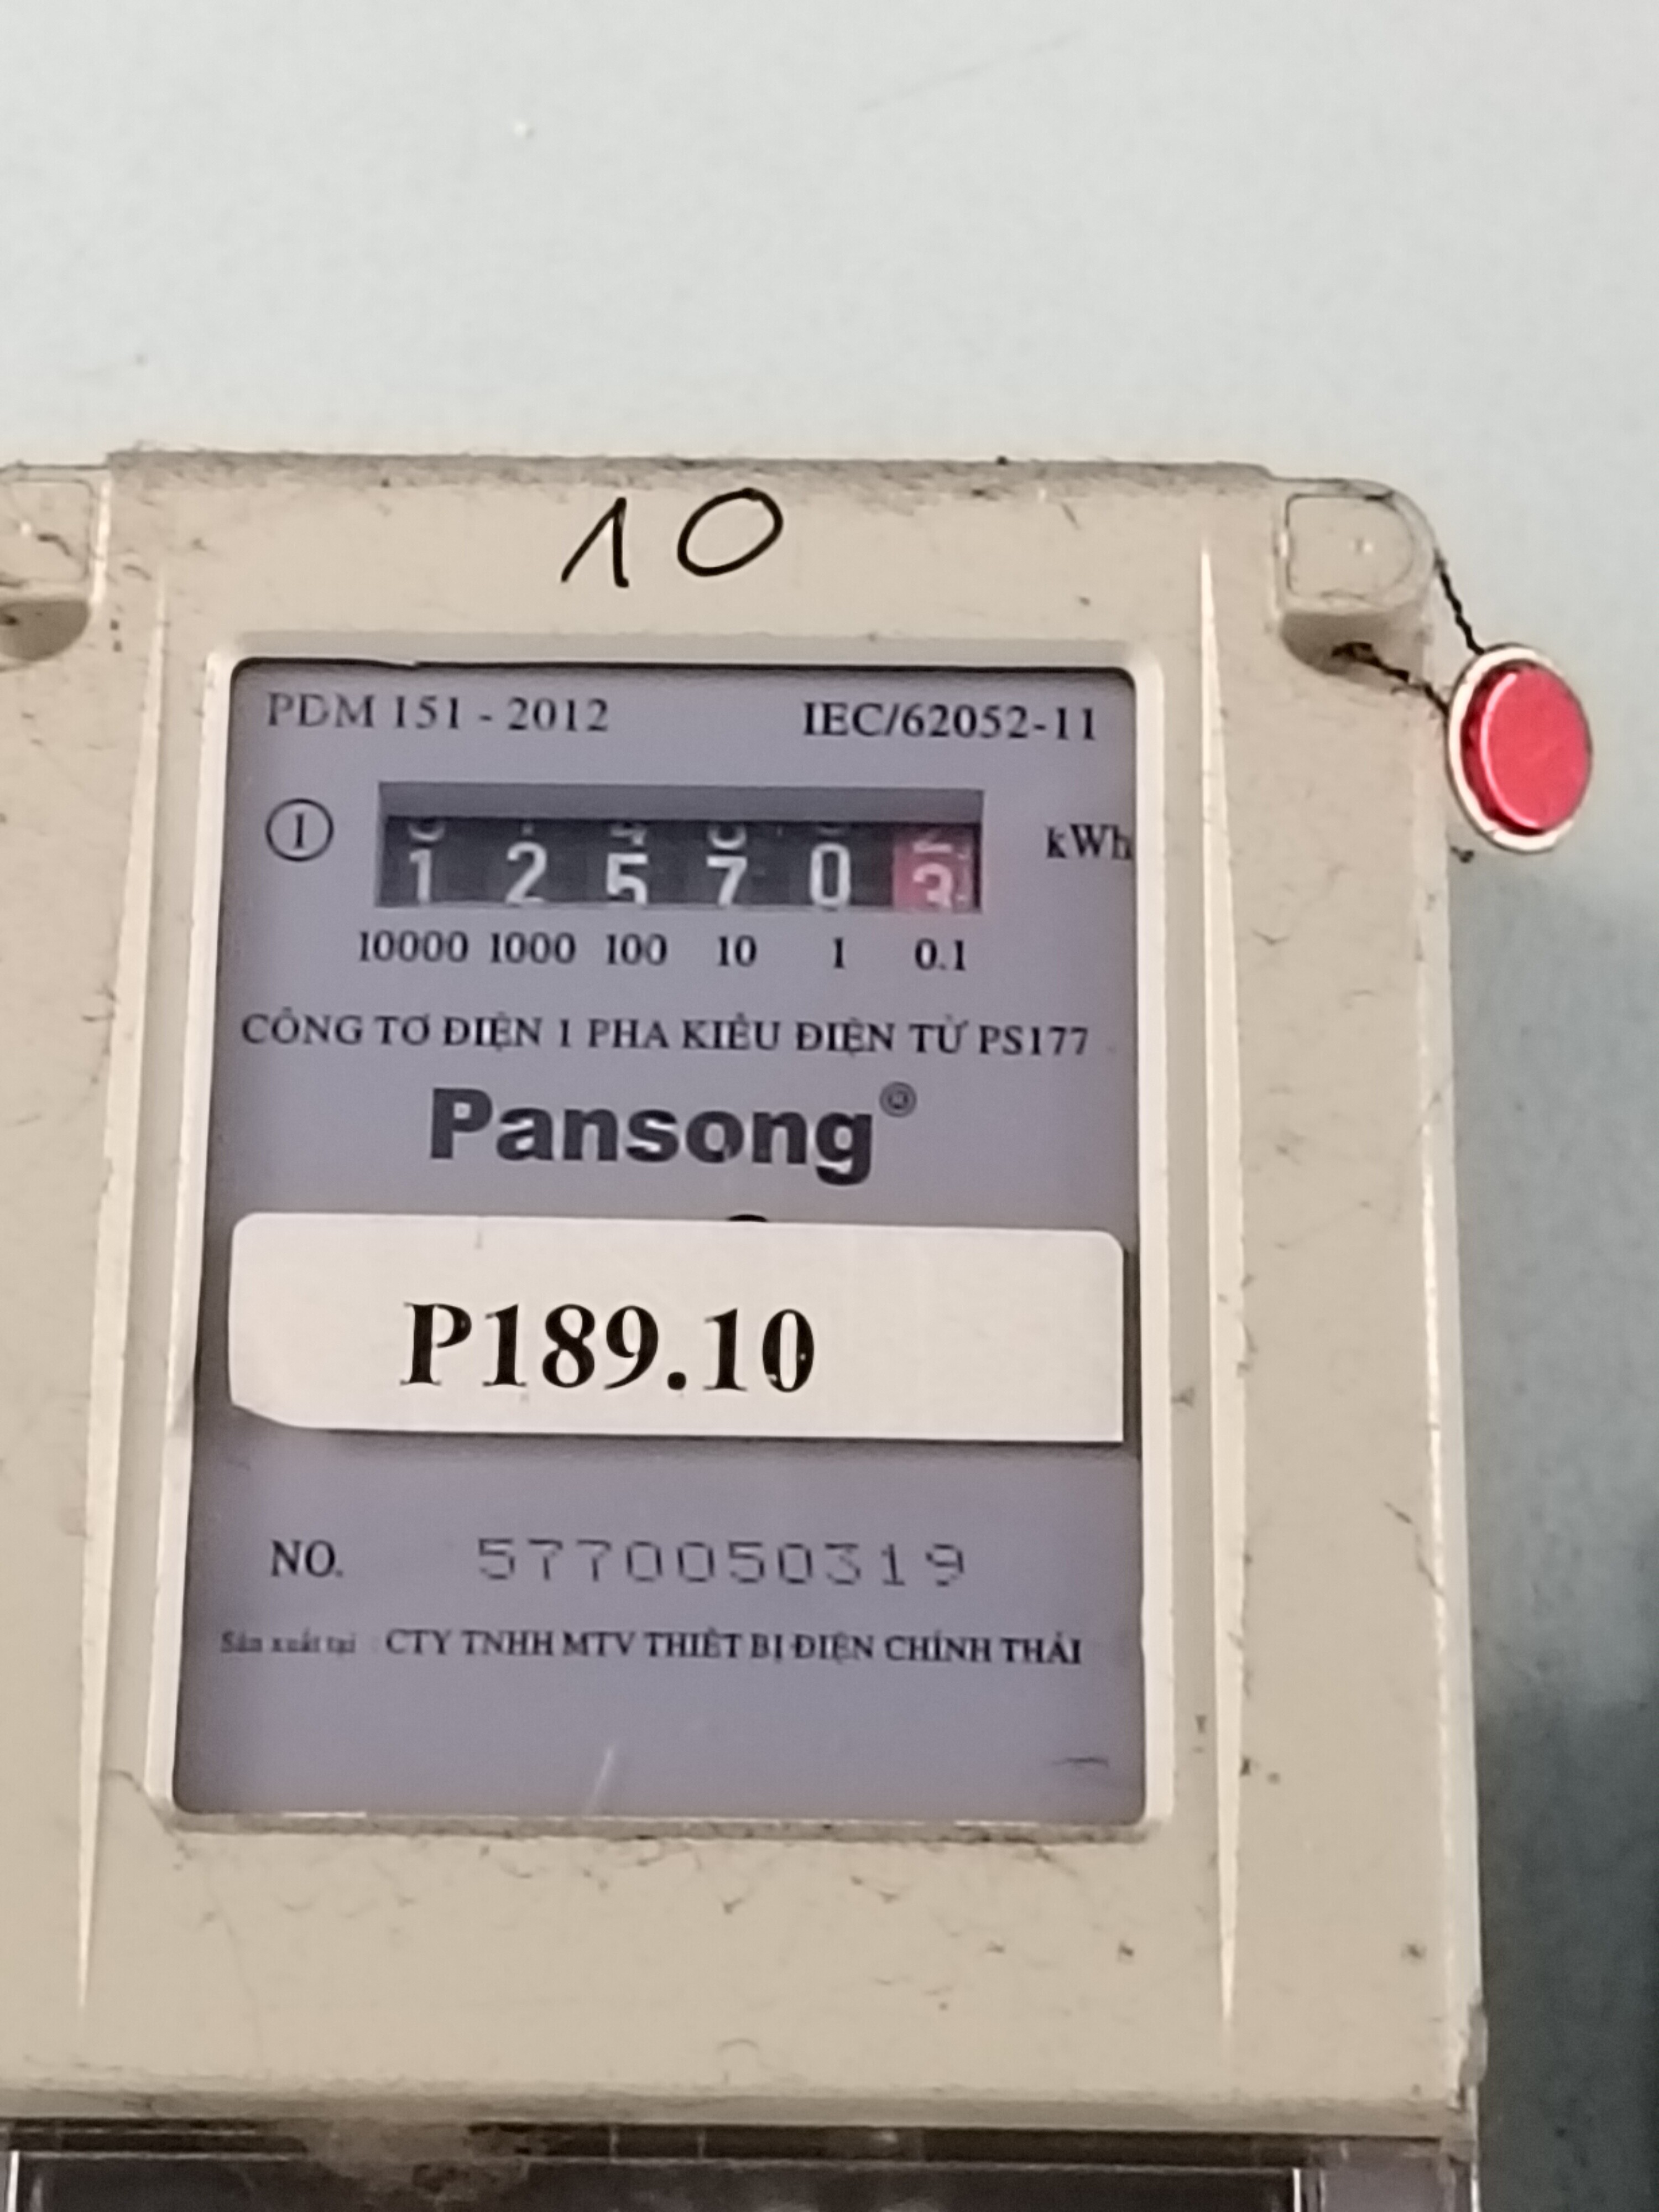 10
PDM 151 - 2012 IEC/62052-11
1 1 2 5 7 0 3 kWh
10000 1000 100 10 1 0.1
CÔNG TƠ ĐIỆN 1 PHA KIỂU ĐIỆN TỬ PS177
Pansong®
P189.10
NO. 5770050319
Sản xuất tại CTY TNHH MTV THIẾT BỊ ĐIỆN CHÍNH THÁI